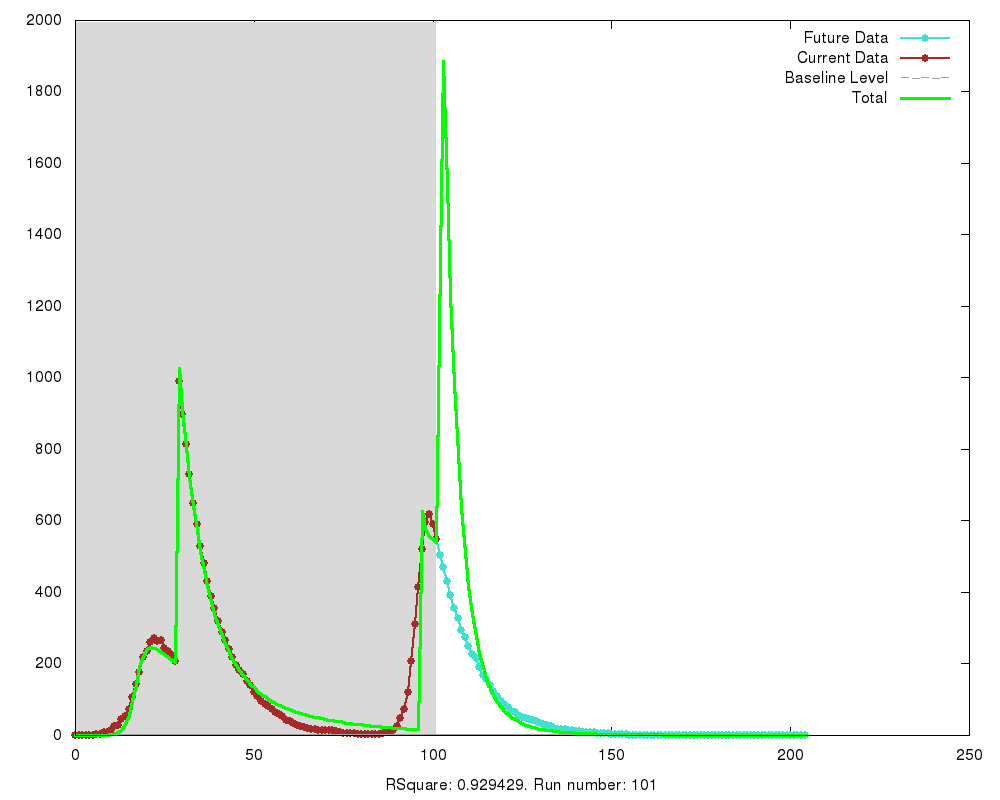 2000
1800
1600
1400
1200
1000
800
600
400
200
0
0 50 100 150 200 250
Future Data
Current Data
Baseline Level
Total
RSquare: 0.929429. Run number: 101